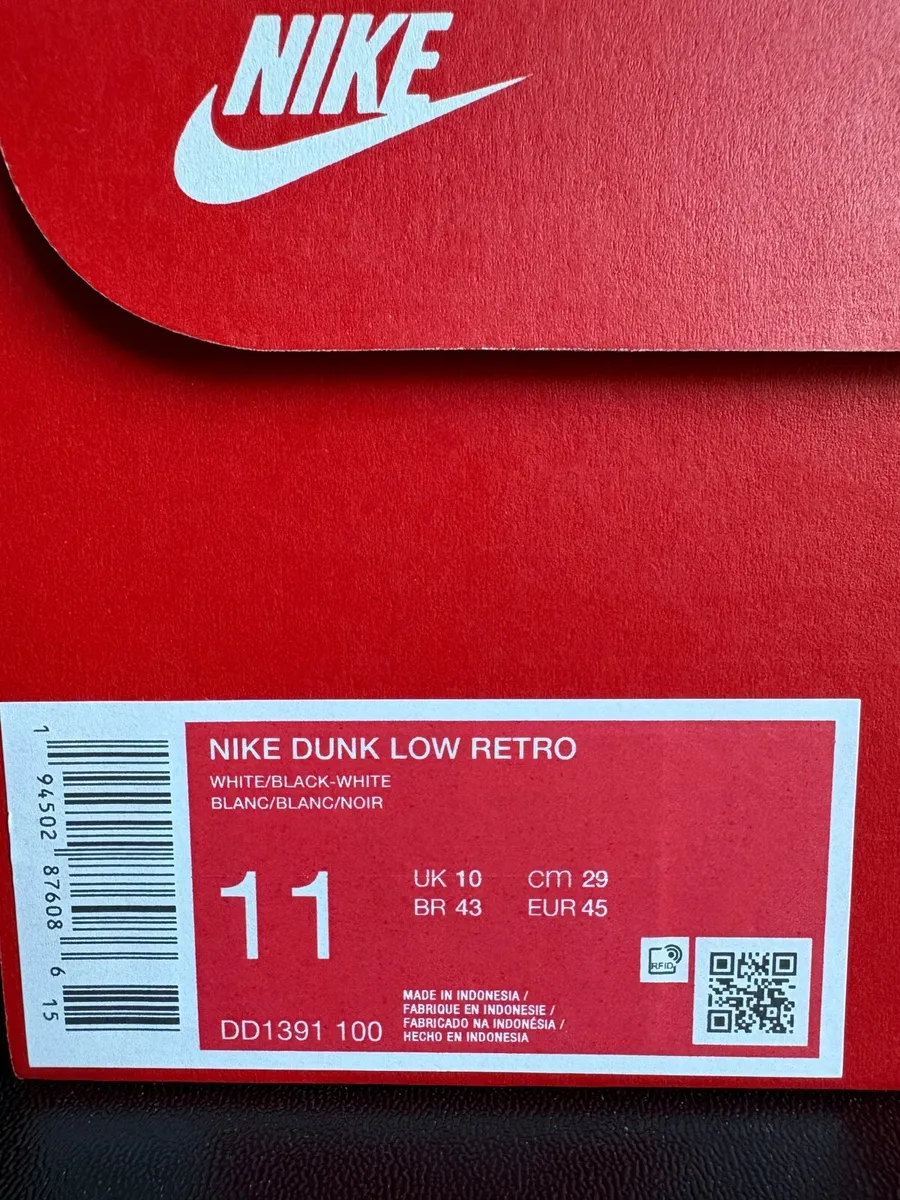 NIKE
NIKE DUNK LOW RETRO
WHITE/BLACK-WHITE
BLANC/BLANC/NOIR
11
UK 10 cm 29
BR 43 EUR 45
RFID
DD1391 100
MADE IN INDONESIA /
FABRIQUE EN INDONESIE /
FABRICADO NA INDONÉSIA /
HECHO EN INDONESIA
1 94502 87608 6 15